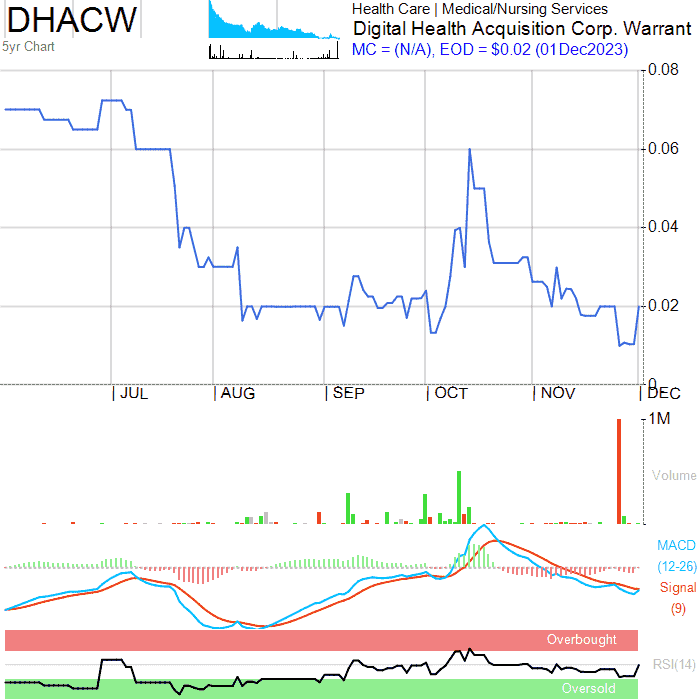 DHACW
5yr Chart
Health Care | Medical/Nursing Services
Digital Health Acquisition Corp. Warrant
MC = (N/A), EOD = $0.02 (01Dec2023)
0.08
0.06
0.04
0.02
0
JUL AUG SEP OCT NOV DEC
1M
Volume
MACD
(12-26)
Signal
(9)
Overbought
RSI(14)
Oversold